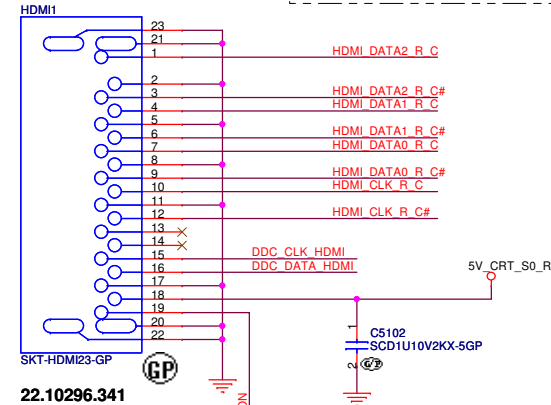 HDMI1
23
21
1
HDMI_DATA2_R_C
2
3
HDMI_DATA2_R_C#
4
HDMI_DATA1_R_C
5
6
HDMI_DATA1_R_C#
7
HDMI_DATA0_R_C
8
9
HDMI_DATA0_R_C#
10
HDMI_CLK_R_C
11
12
HDMI_CLK_R_C#
13
14
15
DDC_CLK_HDMI
16
DDC_DATA_HDMI
5V_CRT_S0_R
17
18
19
20
22
1
C5102
SCD1U10V2KX-5GP
2
G/P
SKT-HDMI23-GP
GP
22.10296.341
ON